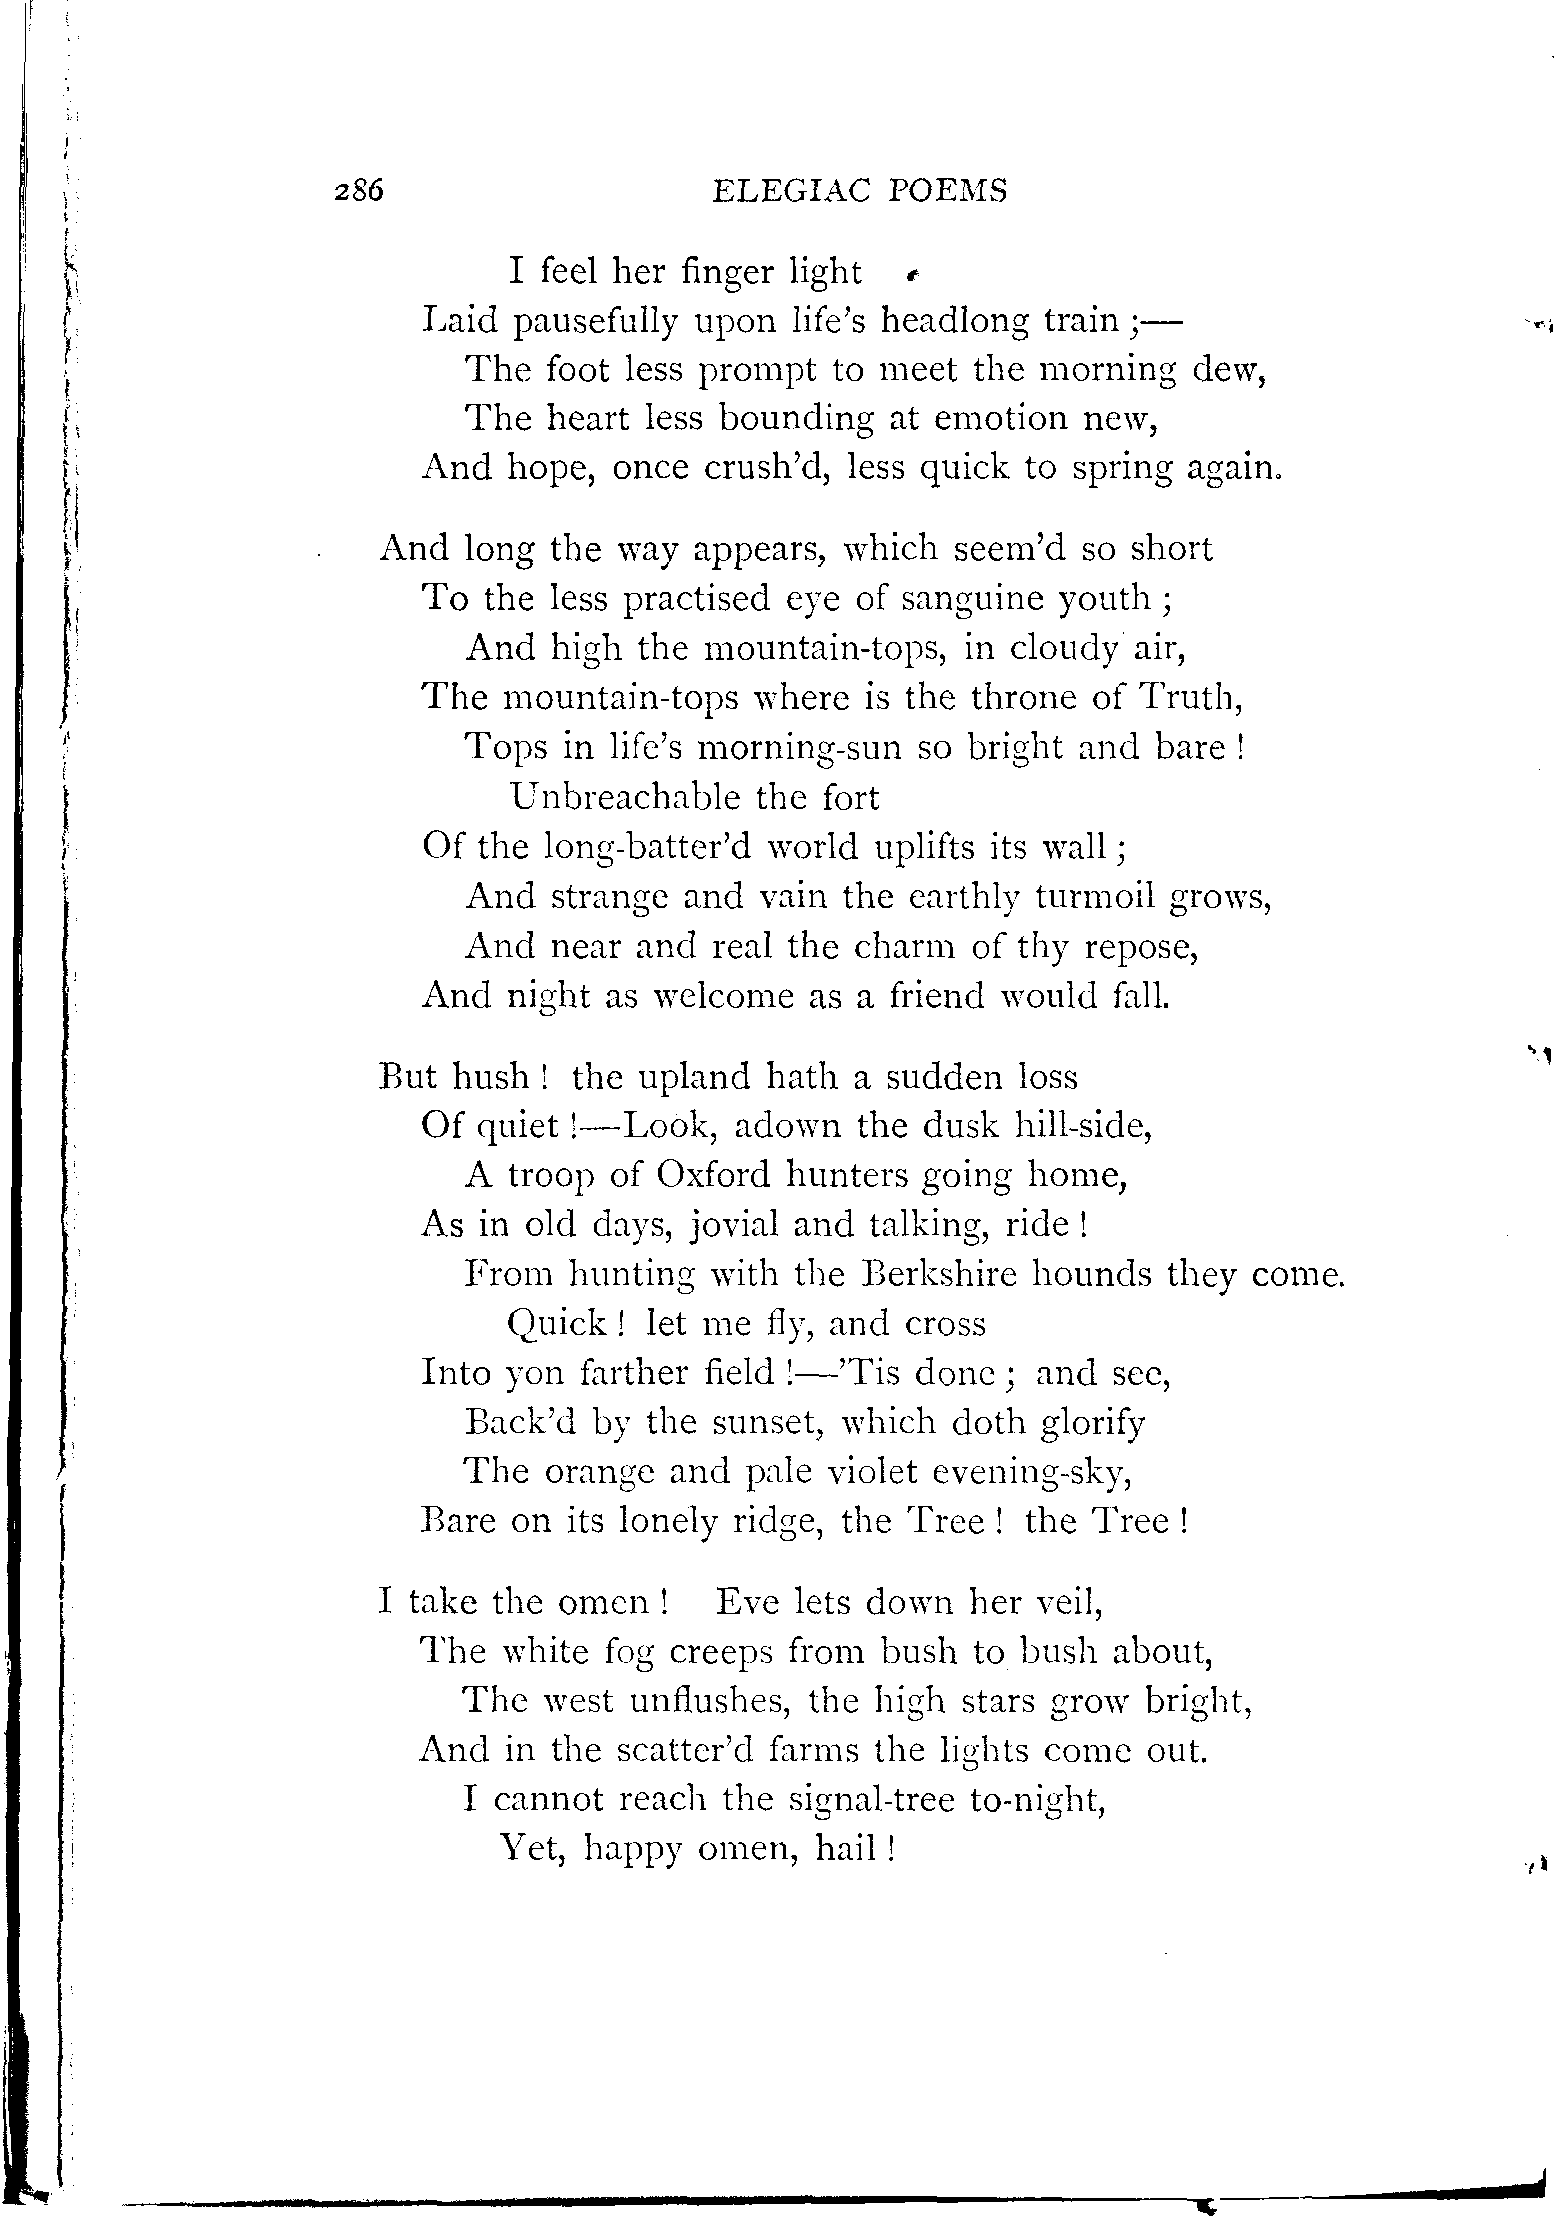 286 ELEGIAC POEMS
I feel her finger light
Laid pausefully upon life's headlong train ;—
The foot less prompt to meet the morning dew,
The heart less bounding at emotion new,
And hope, once crush'd, less quick to spring again.
And long the way appears, which seem'd so short
To the less practised eye of sanguine youth ;
And high the mountain-tops, in cloudy air,
The mountain-tops where is the throne of Truth,
Tops in life's morning-sun so bright and bare !
Unbreachable the fort
Of the long-batter'd world uplifts its wall ;
And strange and vain the earthly turmoil grows,
And near and real the charm of thy repose,
And night as welcome as a friend would fall.
But hush ! the upland hath a sudden loss
Of quiet !—Look, adown the dusk hill-side,
A troop of Oxford hunters going home,
As in old days, jovial and talking, ride !
From hunting with the Berkshire hounds they come.
Quick ! let me fly, and cross
Into yon farther field !—'Tis done ; and see,
Back'd by the sunset, which doth glorify
The orange and pale violet evening-sky,
Bare on its lonely ridge, the Tree ! the Tree !
I take the omen ! Eve lets down her veil,
The white fog creeps from bush to bush about,
The west unflushes, the high stars grow bright,
And in the scatter'd farms the lights come out.
I cannot reach the signal-tree to-night,
Yet, happy omen, hail !